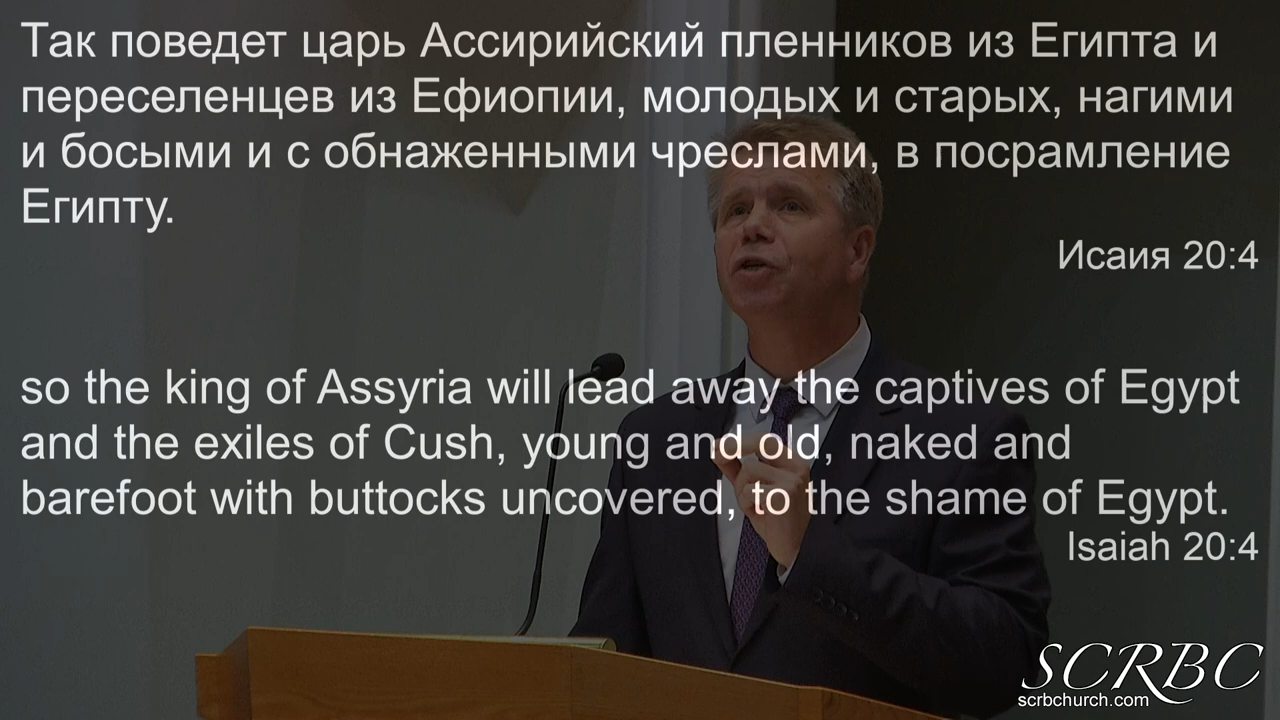 Так поведет царь Ассирийский пленников из Египта и
переселенцев из Ефиопии, молодых и старых, нагими
и босыми и с обнаженными чреслами, в посрамление
Египту.
Исаия 20:4
so the king of Assyria will lead away the captives of Egypt
and the exiles of Cush, young and old, naked and
barefoot with buttocks uncovered, to the shame of Egypt.
Isaiah 20:4
SCRBC
scrbchurch.com